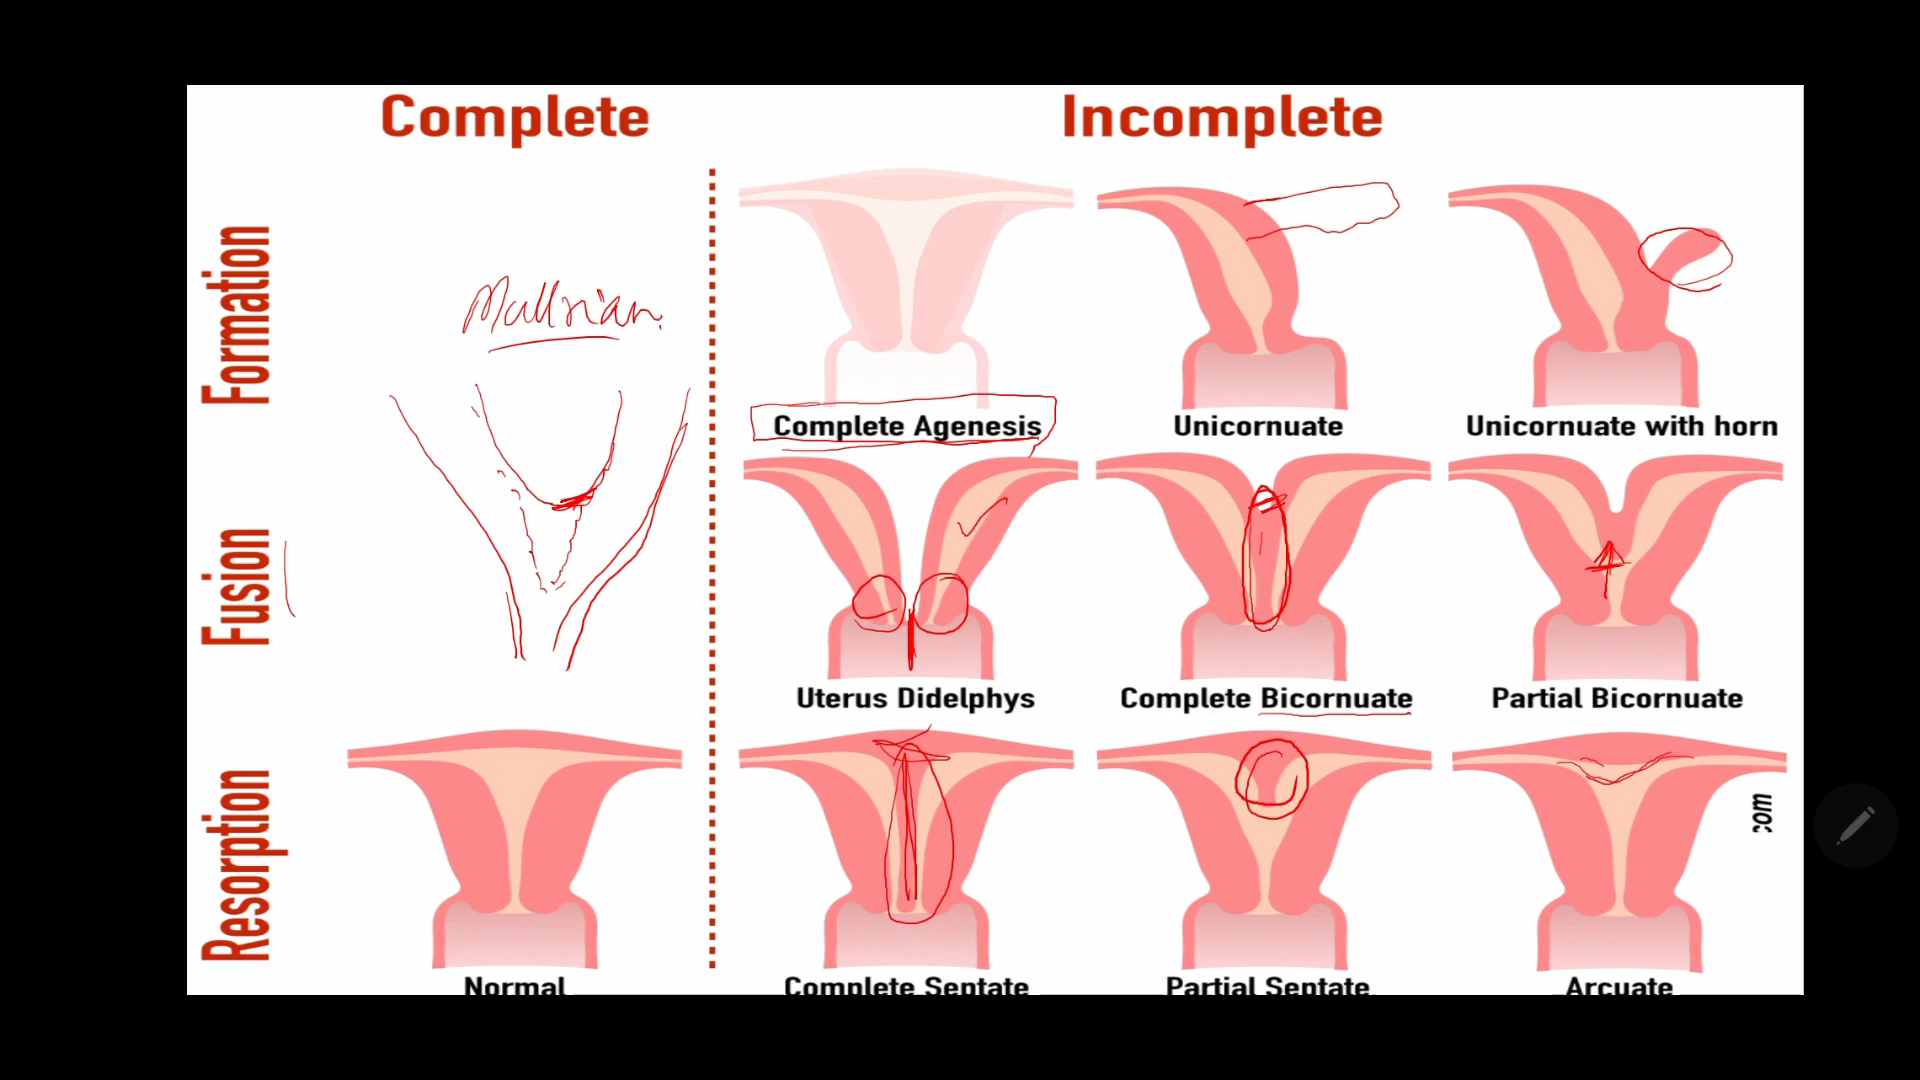 Complete
Incomplete
Formation
Mullrian
Complete Agenesis
Unicornuate
Unicornuate with horn
Fusion
Uterus Didelphys
Complete Bicornuate
Partial Bicornuate
Resorption
com
Normal
Complete Septate
Partial Septate
Arcuate